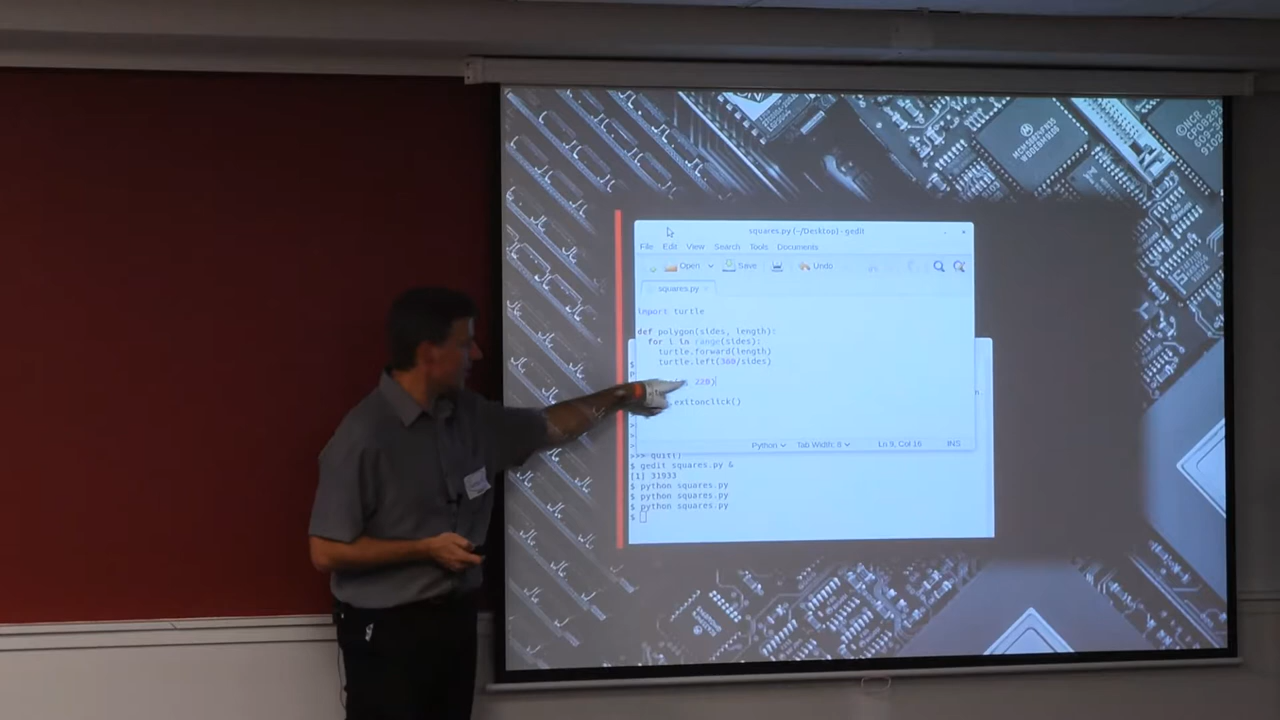 squares.py (~/Desktop) - gedit
File Edit View Search Tools Documents
Open Save Undo
squares.py
import turtle
def polygon(sides, length):
for i in range(sides):
turtle.forward(length)
turtle.left(360/sides)
220)
.exitonclick()
Python Tab Width: 8 Ln 9, Col 16 INS
>>> quit()
$ gedit squares.py &
[1] 31933
$ python squares.py
$ python squares.py
$ python squares.py
$